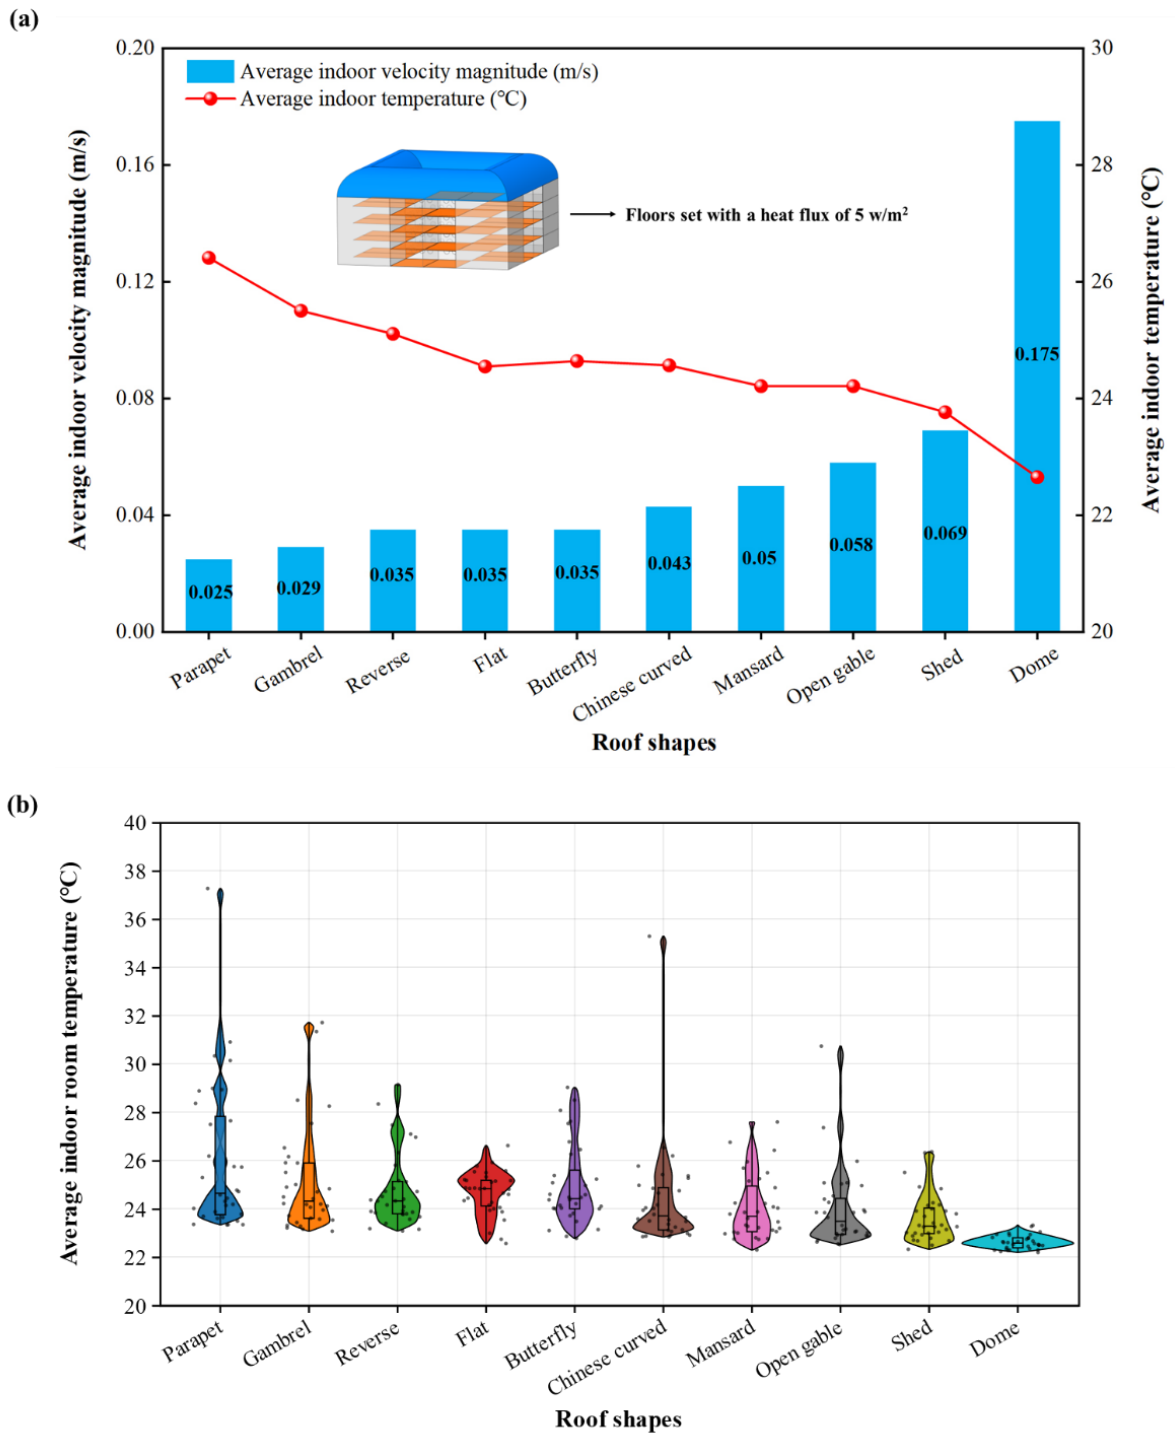 (a)
0.20
0.16
0.12
0.08
0.04
0.00
Average indoor velocity magnitude (m/s)
Average indoor velocity magnitude (m/s)
Average indoor temperature (℃)
Floors set with a heat flux of 5 w/m²
30
28
26
24
22
20
Average indoor temperature (℃)
0.025
0.029
0.035
0.035
0.035
0.043
0.05
0.058
0.069
0.175
Parapet
Gambrel
Reverse
Flat
Butterfly
Chinese curved
Mansard
Open gable
Shed
Dome
Roof shapes
(b)
40
38
36
34
32
30
28
26
24
22
20
Average indoor room temperature (℃)
Parapet
Gambrel
Reverse
Flat
Butterfly
Chinese curved
Mansard
Open gable
Shed
Dome
Roof shapes